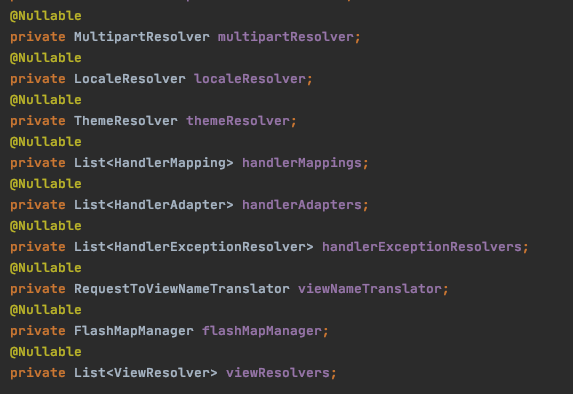 @Nullable
private MultipartResolver multipartResolver;
@Nullable
private LocaleResolver localeResolver;
@Nullable
private ThemeResolver themeResolver;
@Nullable
private List<HandlerMapping> handlerMappings;
@Nullable
private List<HandlerAdapter> handlerAdapters;
@Nullable
private List<HandlerExceptionResolver> handlerExceptionResolvers;
@Nullable
private RequestToViewNameTranslator viewNameTranslator;
@Nullable
private FlashMapManager flashMapManager;
@Nullable
private List<ViewResolver> viewResolvers;